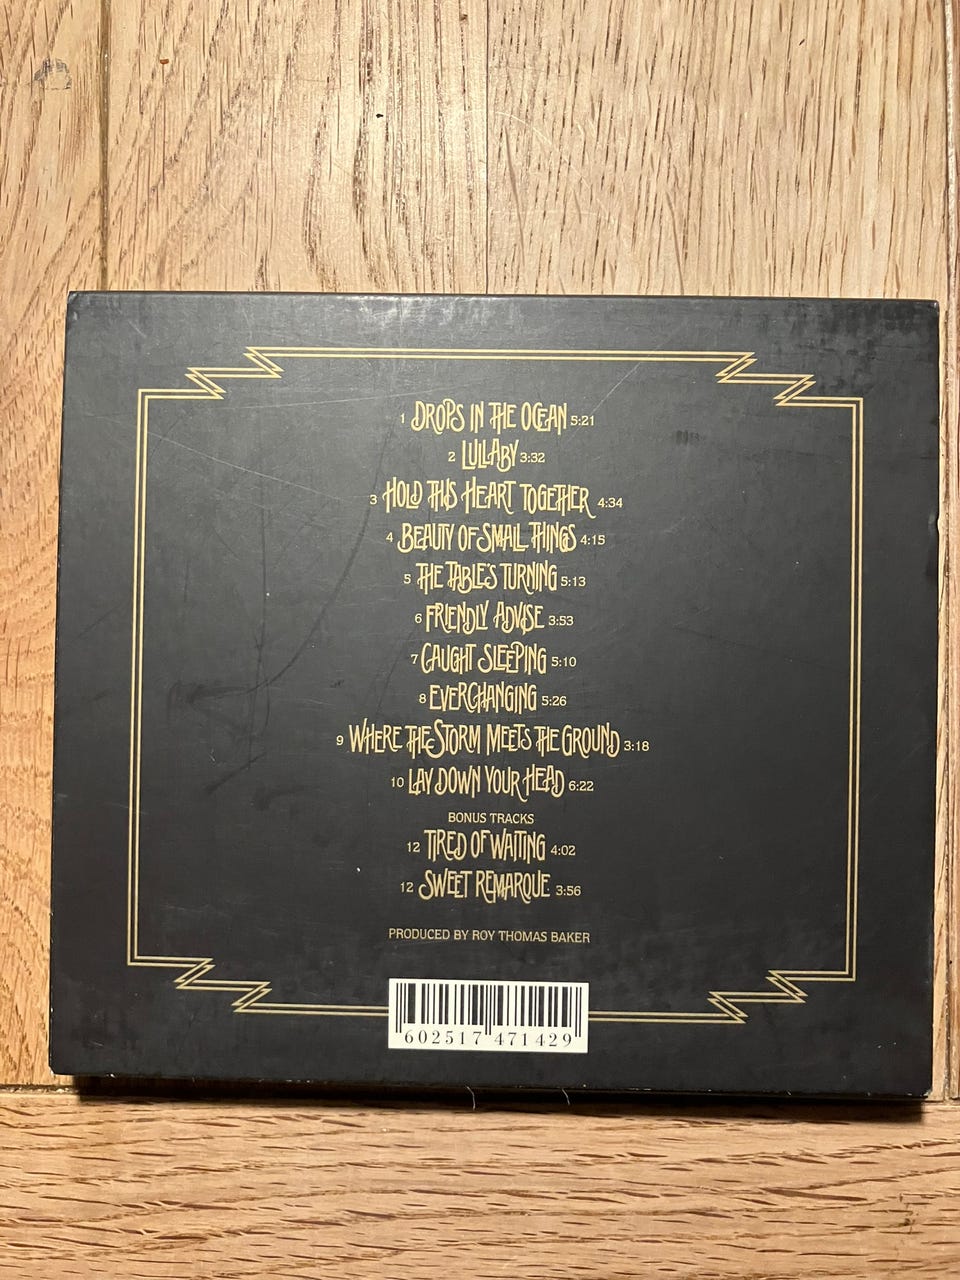 1 DROPS IN THE OCEAN 5:21
2 LULLABY 3:32
3 HOLD THIS HEART TOGETHER 4:34
4 BEAUTY OF SMALL THINGS 4:15
5 THE TABLE'S TURNING 5:13
6 FRIENDLY ADVISE 3:53
7 CAUGHT SLEEPING 5:10
8 EVERCHANGING 5:26
9 WHERE THE STORM MEETS THE GROUND 3:18
10 LAY DOWN YOUR HEAD 6:22
BONUS TRACKS
12 TIRED OF WAITING 4:02
12 SWEET REMARQUE 3:56
PRODUCED BY ROY THOMAS BAKER
602517 471429